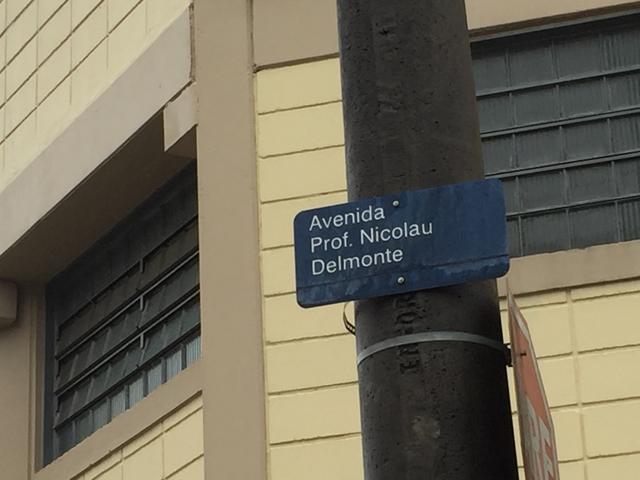 Avenida
Prof. Nicolau
Delmonte